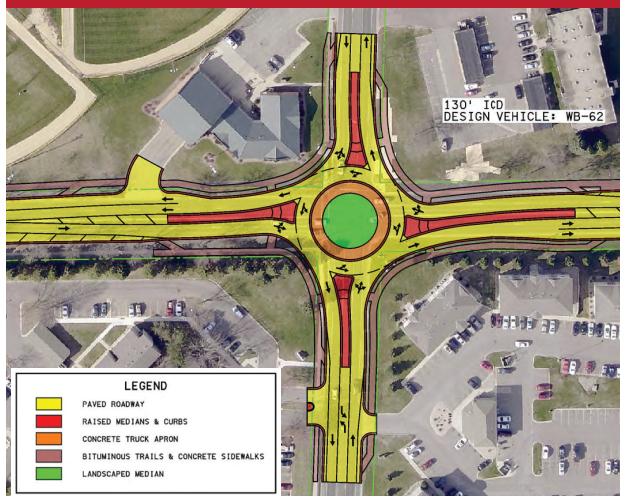 130' ICD
DESIGN VEHICLE: WB-62
LEGEND
PAVED ROADWAY
RAISED MEDIANS & CURBS
CONCRETE TRUCK APRON
BITUMINOUS TRAILS & CONCRETE SIDEWALKS
LANDSCAPED MEDIAN